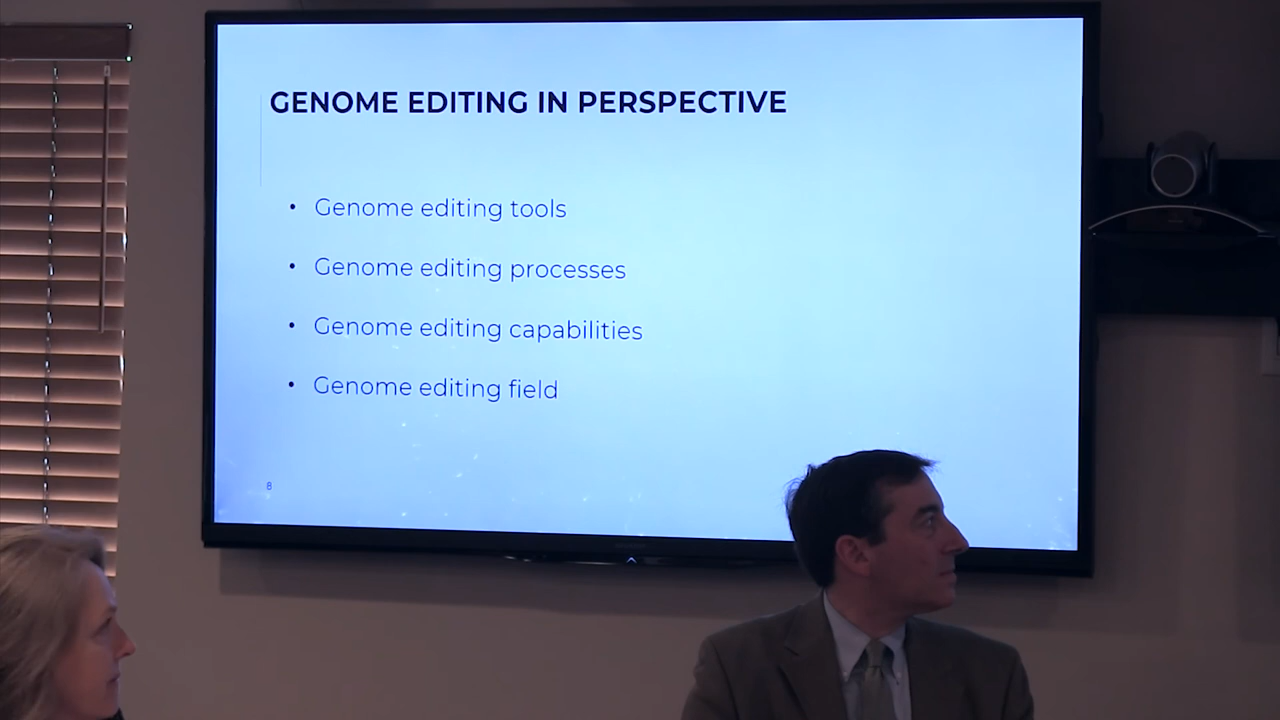 GENOME EDITING IN PERSPECTIVE
• Genome editing tools
• Genome editing processes
• Genome editing capabilities
• Genome editing field
8